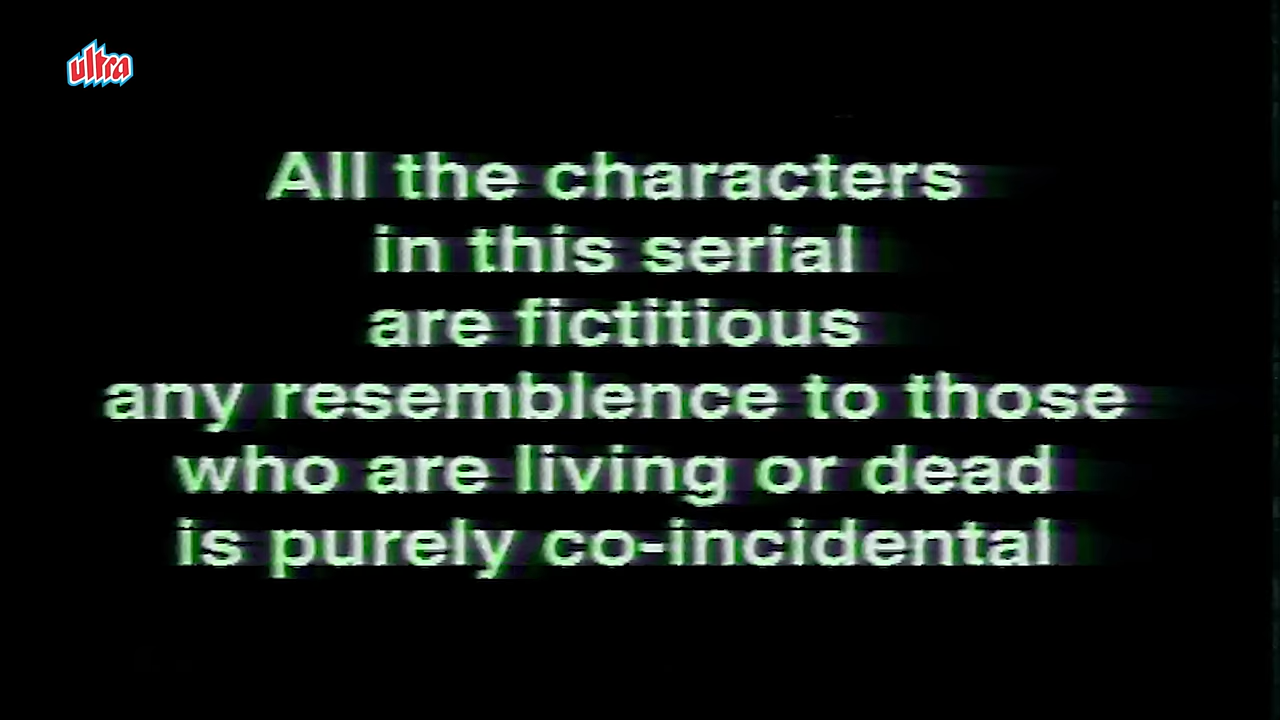 ultra
All the characters
in this serial
are fictitious
any resemblence to those
who are living or dead
is purely co-incidental